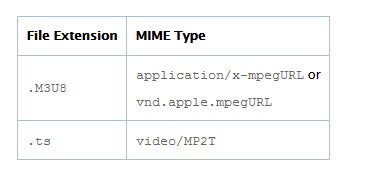 File Extension MIME Type
.M3U8 application/x-mpegURL or
vnd.apple.mpegURL
.ts video/MP2T